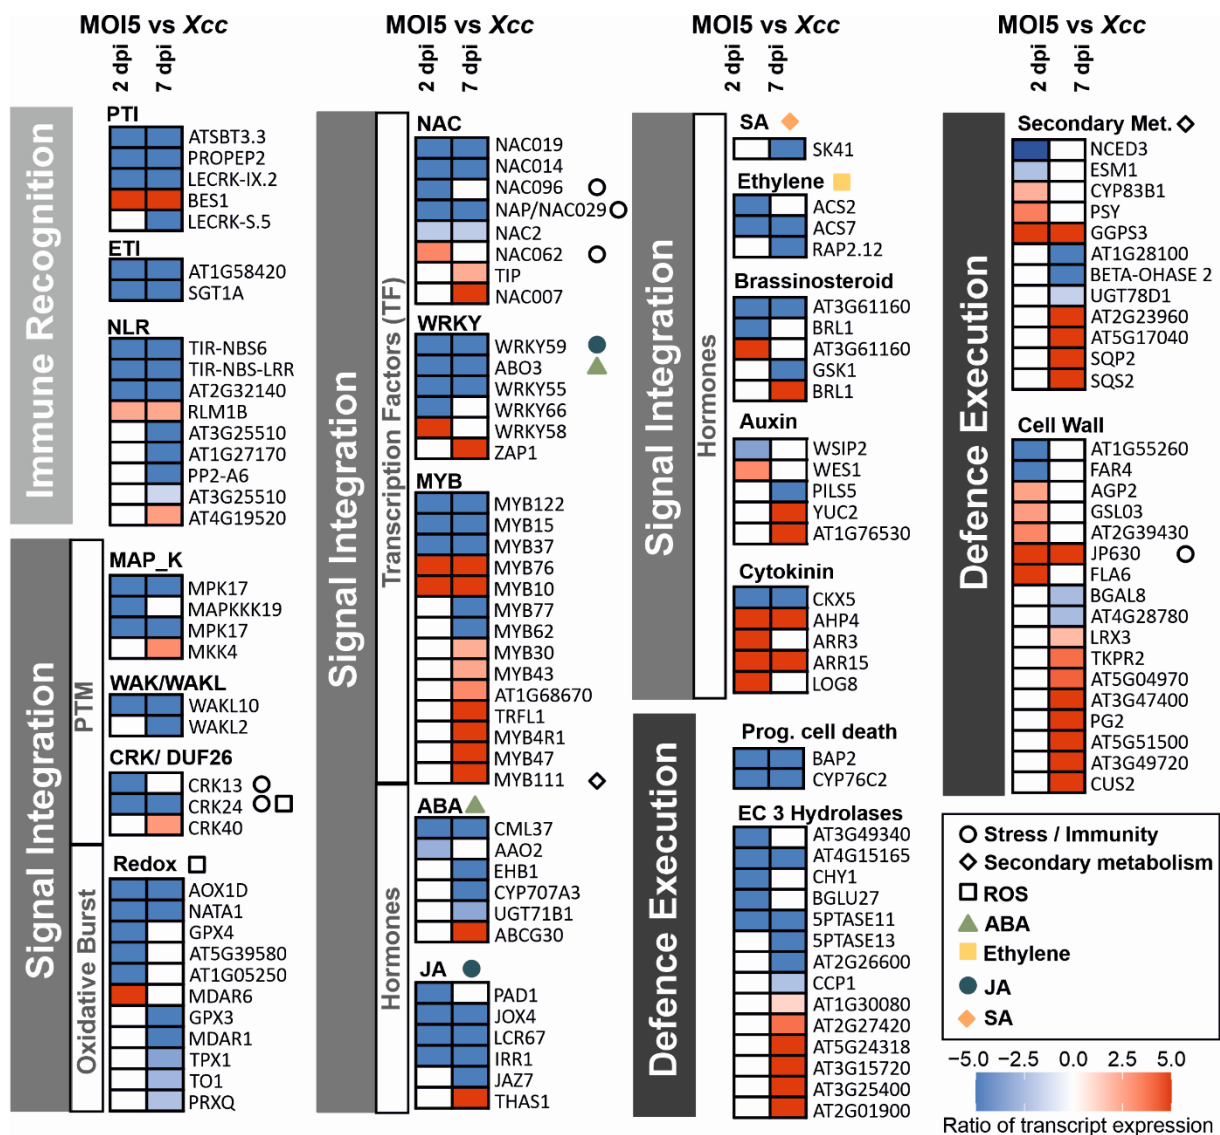 MOI5 vs Xcc
2 dpi
7 dpi
Immune Recognition
PTI
ATSBT3.3
PROPEP2
LECRK-IX.2
BES1
LECRK-S.5
ETI
AT1G58420
SGT1A
NLR
TIR-NBS6
TIR-NBS-LRR
AT2G32140
RLM1B
AT3G25510
AT1G27170
PP2-A6
AT3G25510
AT4G19520
Signal Integration
PTM
MAP_K
MPK17
MAPKKK19
MPK17
MKK4
WAK/WAKL
WAKL10
WAKL2
CRK/ DUF26
CRK13
CRK24
CRK40
Oxidative Burst
Redox
AOX1D
NATA1
GPX4
AT5G39580
AT1G05250
MDAR6
GPX3
MDAR1
TPX1
TO1
PRXQ
MOI5 vs Xcc
2 dpi
7 dpi
Signal Integration
Transcription Factors (TF)
NAC
NAC019
NAC014
NAC096
NAP/NAC029
NAC2
NAC062
TIP
NAC007
WRKY
WRKY59
ABO3
WRKY55
WRKY66
WRKY58
ZAP1
MYB
MYB122
MYB15
MYB37
MYB76
MYB10
MYB77
MYB62
MYB30
MYB43
AT1G68670
TRFL1
MYB4R1
MYB47
MYB111
Hormones
ABA
CML37
AAO2
EHB1
CYP707A3
UGT71B1
ABCG30
JA
PAD1
JOX4
LCR67
IRR1
JAZ7
THAS1
MOI5 vs Xcc
2 dpi
7 dpi
Signal Integration
Hormones
SA
SK41
Ethylene
ACS2
ACS7
RAP2.12
Brassinosteroid
AT3G61160
BRL1
AT3G61160
GSK1
BRL1
Auxin
WSIP2
WES1
PILS5
YUC2
AT1G76530
Cytokinin
CKX5
AHP4
ARR3
ARR15
LOG8
Defence Execution
Prog. cell death
BAP2
CYP76C2
EC 3 Hydrolases
AT3G49340
AT4G15165
CHY1
BGLU27
5PTASE11
5PTASE13
AT2G26600
CCP1
AT1G30080
AT2G27420
AT5G24318
AT3G15720
AT3G25400
AT2G01900
MOI5 vs Xcc
2 dpi
7 dpi
Defence Execution
Secondary Met.
NCED3
ESM1
CYP83B1
PSY
GGPS3
AT1G28100
BETA-OHASE 2
UGT78D1
AT2G23960
AT5G17040
SQP2
SQS2
Cell Wall
AT1G55260
FAR4
AGP2
GSL03
AT2G39430
JP630
FLA6
BGAL8
AT4G28780
LRX3
TKPR2
AT5G04970
AT3G47400
PG2
AT5G51500
AT3G49720
CUS2
Stress / Immunity
Secondary metabolism
ROS
ABA
Ethylene
JA
SA
−5.0 −2.5 0.0 2.5 5.0
Ratio of transcript expression